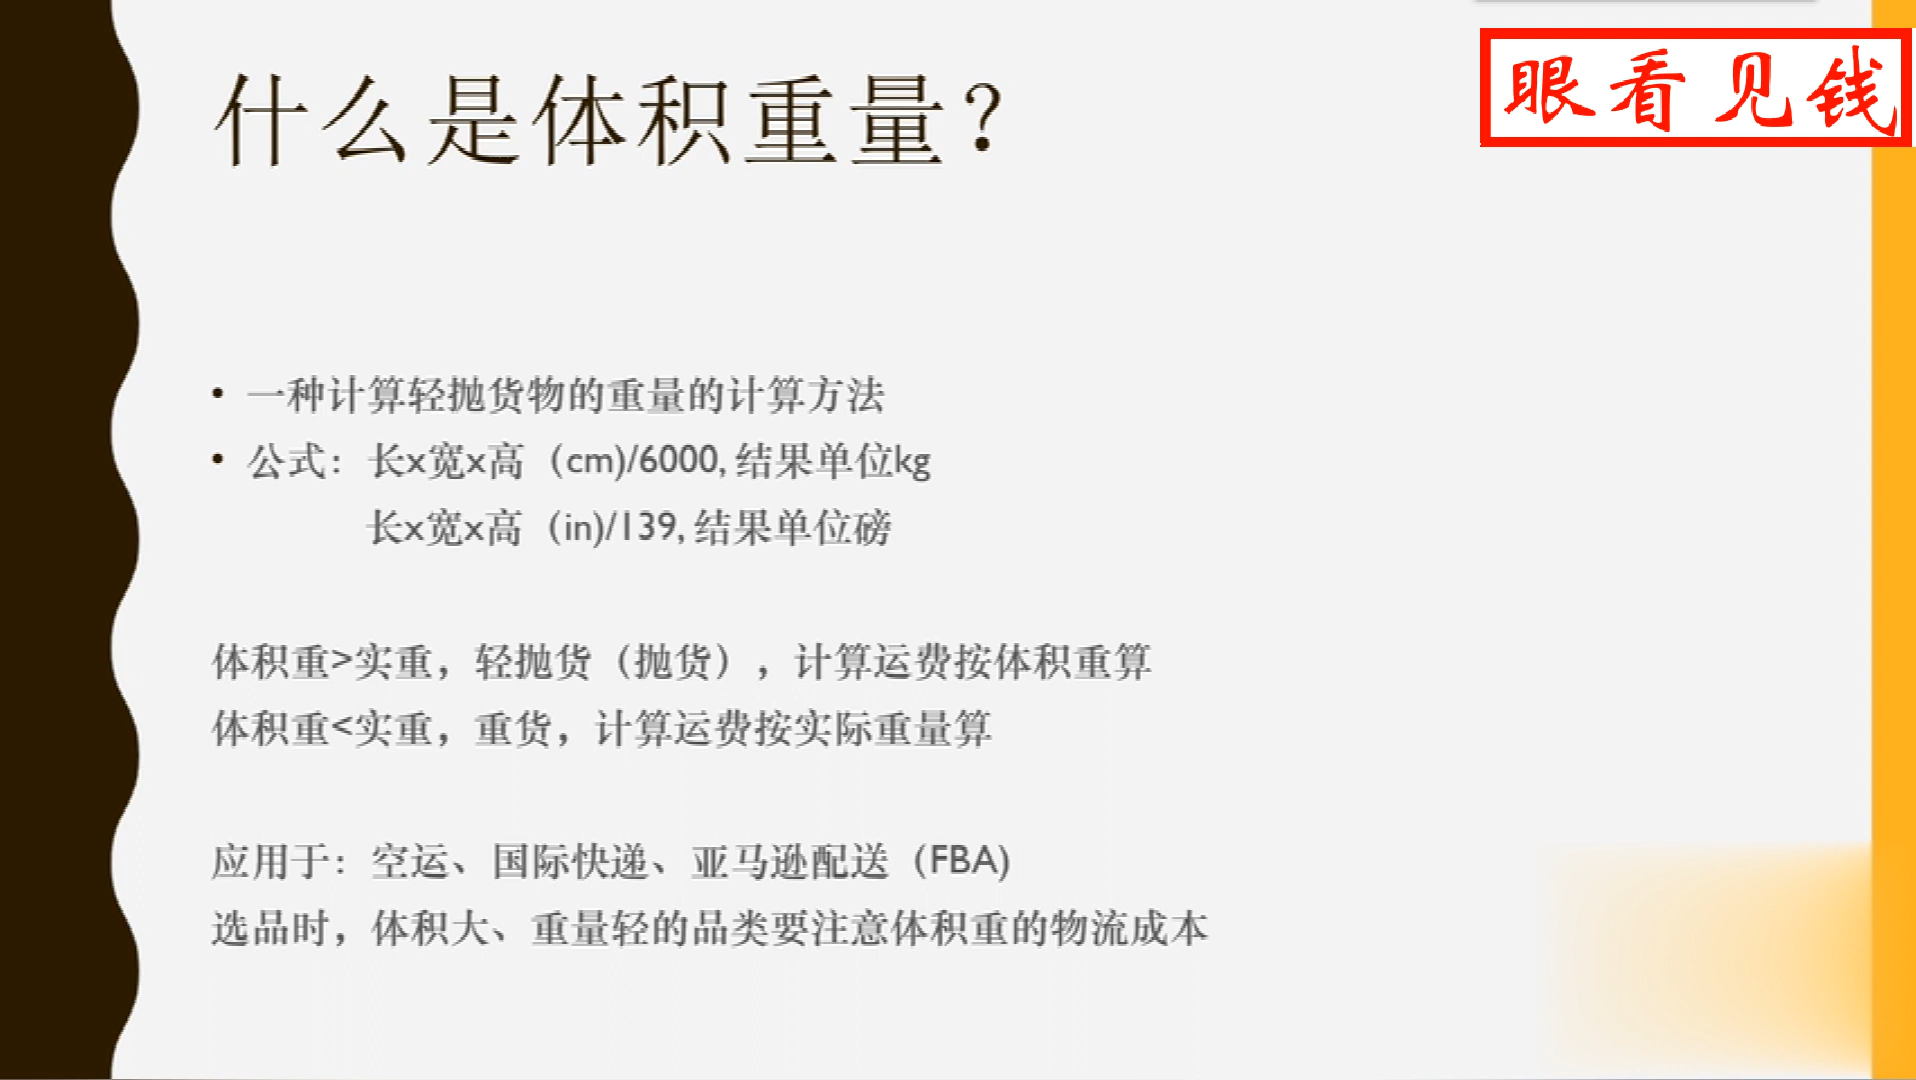 什么是体积重量？
眼看见钱
• 一种计算轻抛货物的重量的计算方法
• 公式：长x宽x高（cm)/6000, 结果单位kg
长x宽x高（in)/139, 结果单位磅
体积重>实重，轻抛货（抛货），计算运费按体积重算
体积重<实重，重货，计算运费按实际重量算
应用于：空运、国际快递、亚马逊配送（FBA)
选品时，体积大、重量轻的品类要注意体积重的物流成本